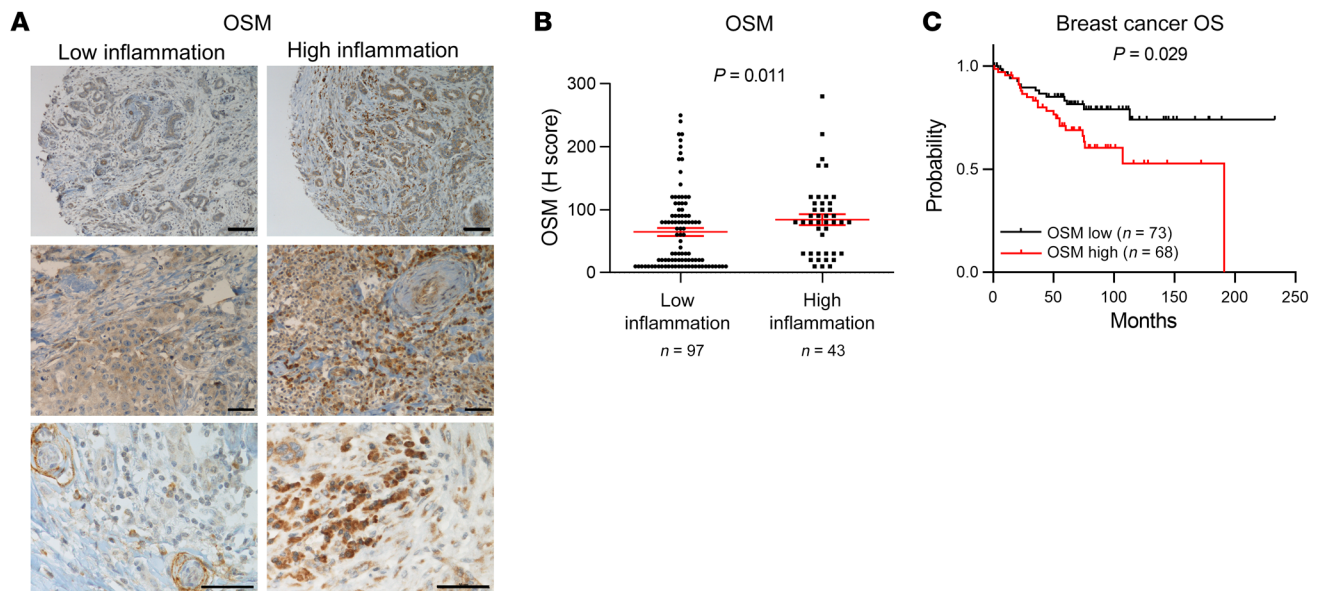 A
OSM
Low inflammation
High inflammation
B
OSM
P = 0.011
OSM (H score)
300
200
100
0
Low
inflammation
High
inflammation
n = 97
n = 43
C
Breast cancer OS
P = 0.029
Probability
1.0
0.5
0.0
OSM low (n = 73)
OSM high (n = 68)
0
50
100
150
200
250
Months